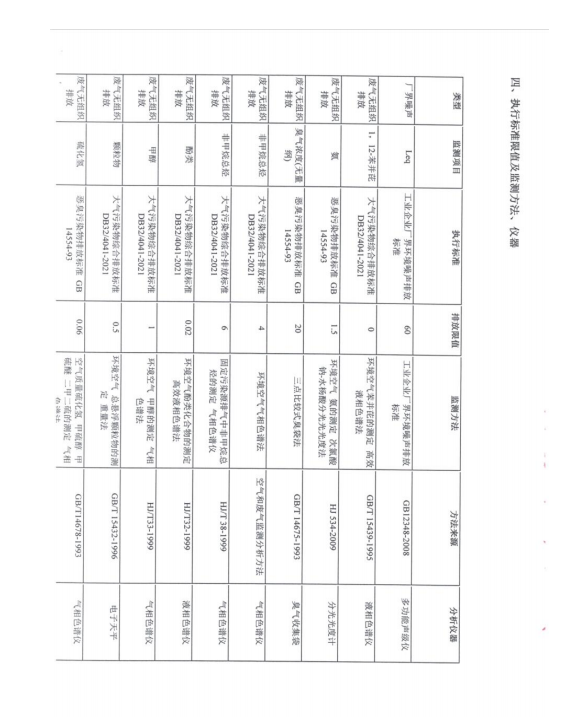 四、执行标准限值及监测方法、仪器
类型 监测项目 执行标准 排放限值 监测方法 方法来源 分析仪器
厂界噪声 Leq 工业企业厂界环境噪声排放 60 工业企业厂界环境噪声排放 GB12348-2008 多功能声级仪
标准 标准
废气无组织 1，12-苯并芘 大气污染物综合排放标准 0 环境空气苯并芘的测定 高效 GB/T 15439-1995 液相色谱仪
排放 DB32/4041-2021 液相色谱法
废气无组织 氨 恶臭污染物排放标准 GB 1.5 环境空气 氨的测定 次氯酸 HJ 534-2009 分光光度计
排放 14554-93 钠-水杨酸分光光度法
废气无组织 臭气浓度(无量 恶臭污染物排放标准 GB 20 三点比较式臭袋法 GB/T 14675-1993 臭气收集袋
排放 纲) 14554-93
废气无组织 非甲烷总烃 大气污染物综合排放标准 4 环境空气气相色谱法 空气和废气监测分析方法 气相色谱仪
排放 DB32/4041-2021
废气无组织 非甲烷总烃 大气污染物综合排放标准 6 固定污染源排气中非甲烷总 HJ/T 38-1999 气相色谱仪
排放 DB32/4041-2021 烃的测定 气相色谱仪
废气无组织 酚类 大气污染物综合排放标准 0.02 环境空气酚类化合物的测定 HJ/T32-1999 液相色谱仪
排放 DB32/4041-2021 高效液相色谱法
废气无组织 甲醇 大气污染物综合排放标准 1 环境空气 甲醇的测定 气相 HJ/T33-1999 气相色谱仪
排放 DB32/4041-2021 色谱法
废气无组织 颗粒物 大气污染物综合排放标准 0.5 环境空气 总悬浮颗粒物的测 GB/T 15432-1996 电子天平
排放 DB32/4041-2021 定 重量法
废气无组织 硫化氢 恶臭污染物排放标准 GB 0.06 空气质量硫化氢 甲硫醇 甲 GB/T14678-1993 气相色谱仪
排放 14554-93 硫醚 二甲二硫的测定 气相